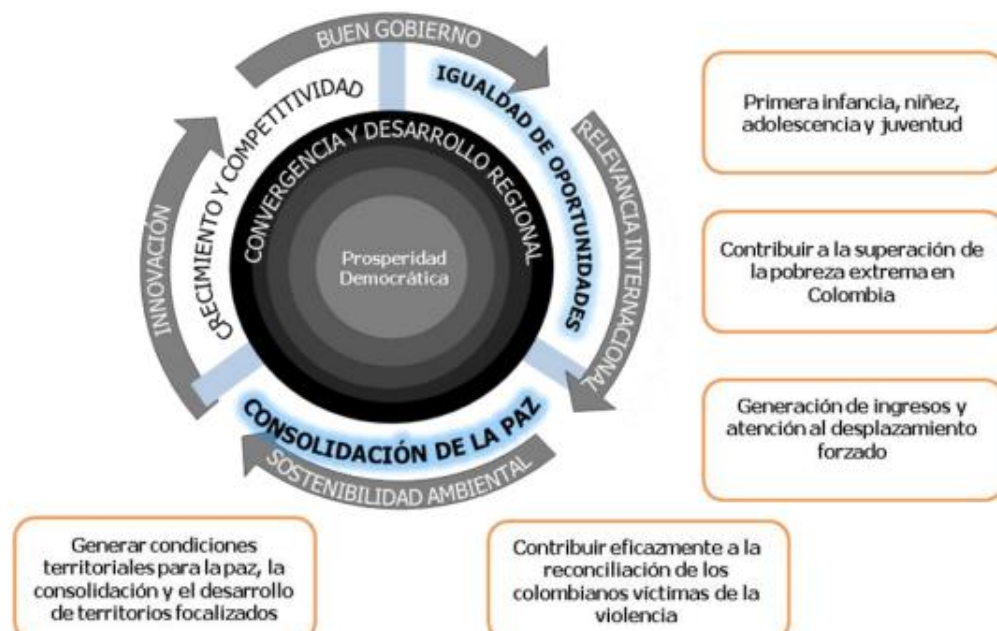 BUEN GOBIERNO
IGUALDAD DE OPORTUNIDADES
RELEVANCIA INTERNACIONAL
INNOVACIÓN
CRECIMIENTO Y COMPETITIVIDAD
CONVERGENCIA Y DESARROLLO REGIONAL
Prosperidad
Democrática
CONSOLIDACIÓN DE LA PAZ
SOSTENIBILIDAD AMBIENTAL
Primera infancia, niñez,
adolescencia y juventud
Contribuir a la superación de
la pobreza extrema en
Colombia
Generación de ingresos y
atención al desplazamiento
forzado
Generar condiciones
territoriales para la paz, la
consolidación y el desarrollo
de territorios focalizados
Contribuir eficazmente a la
reconciliación de los
colombianos víctimas de la
violencia